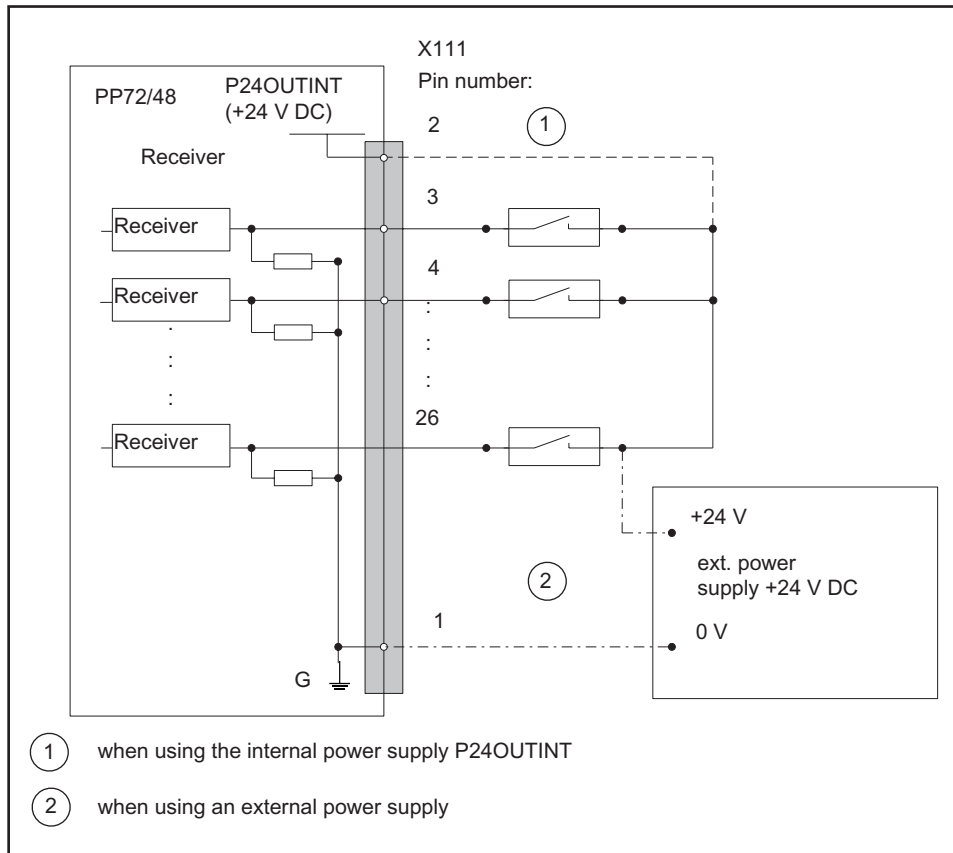 X111
Pin number:
PP72/48
P24OUTINT
(+24 V DC)
2
1
Receiver
3
Receiver
4
Receiver
:
:
:
:
:
:
26
Receiver
+24 V
ext. power
supply +24 V DC
2
1
0 V
G
1 when using the internal power supply P24OUTINT
2 when using an external power supply